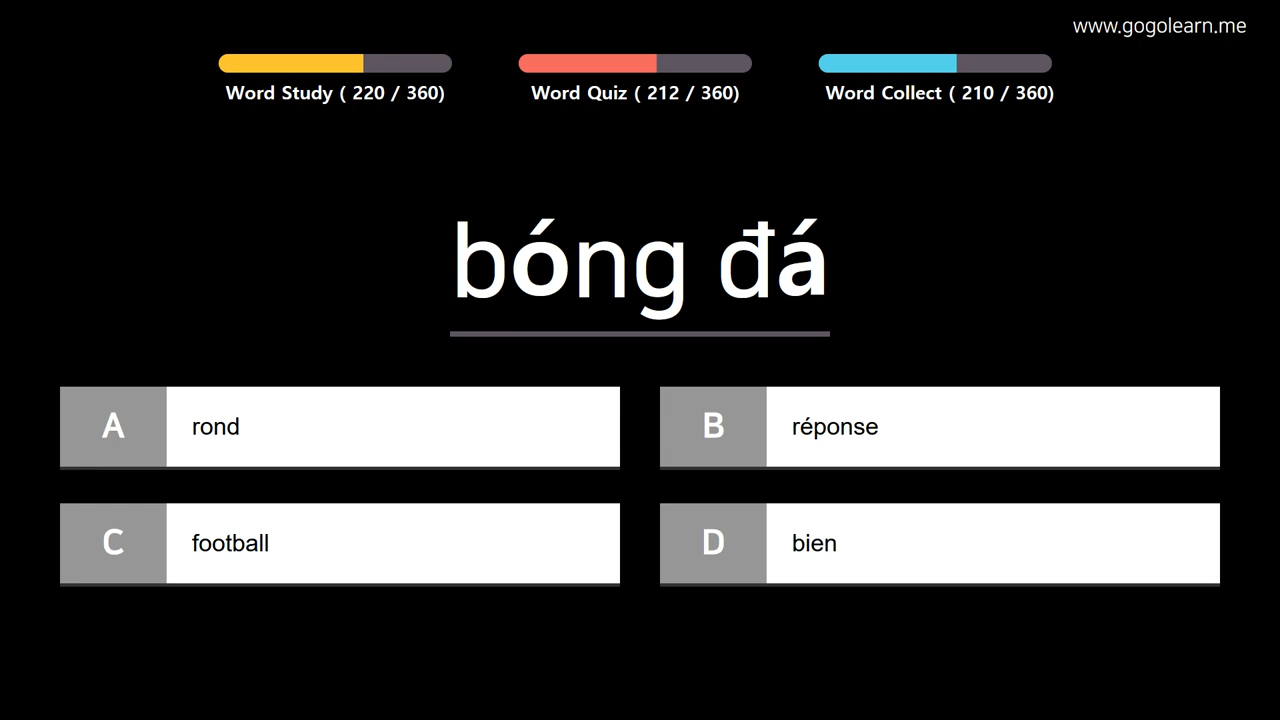 www.gogolearn.me
Word Study ( 220 / 360)
Word Quiz ( 212 / 360)
Word Collect ( 210 / 360)
bóng đá
A rond
B réponse
C football
D bien